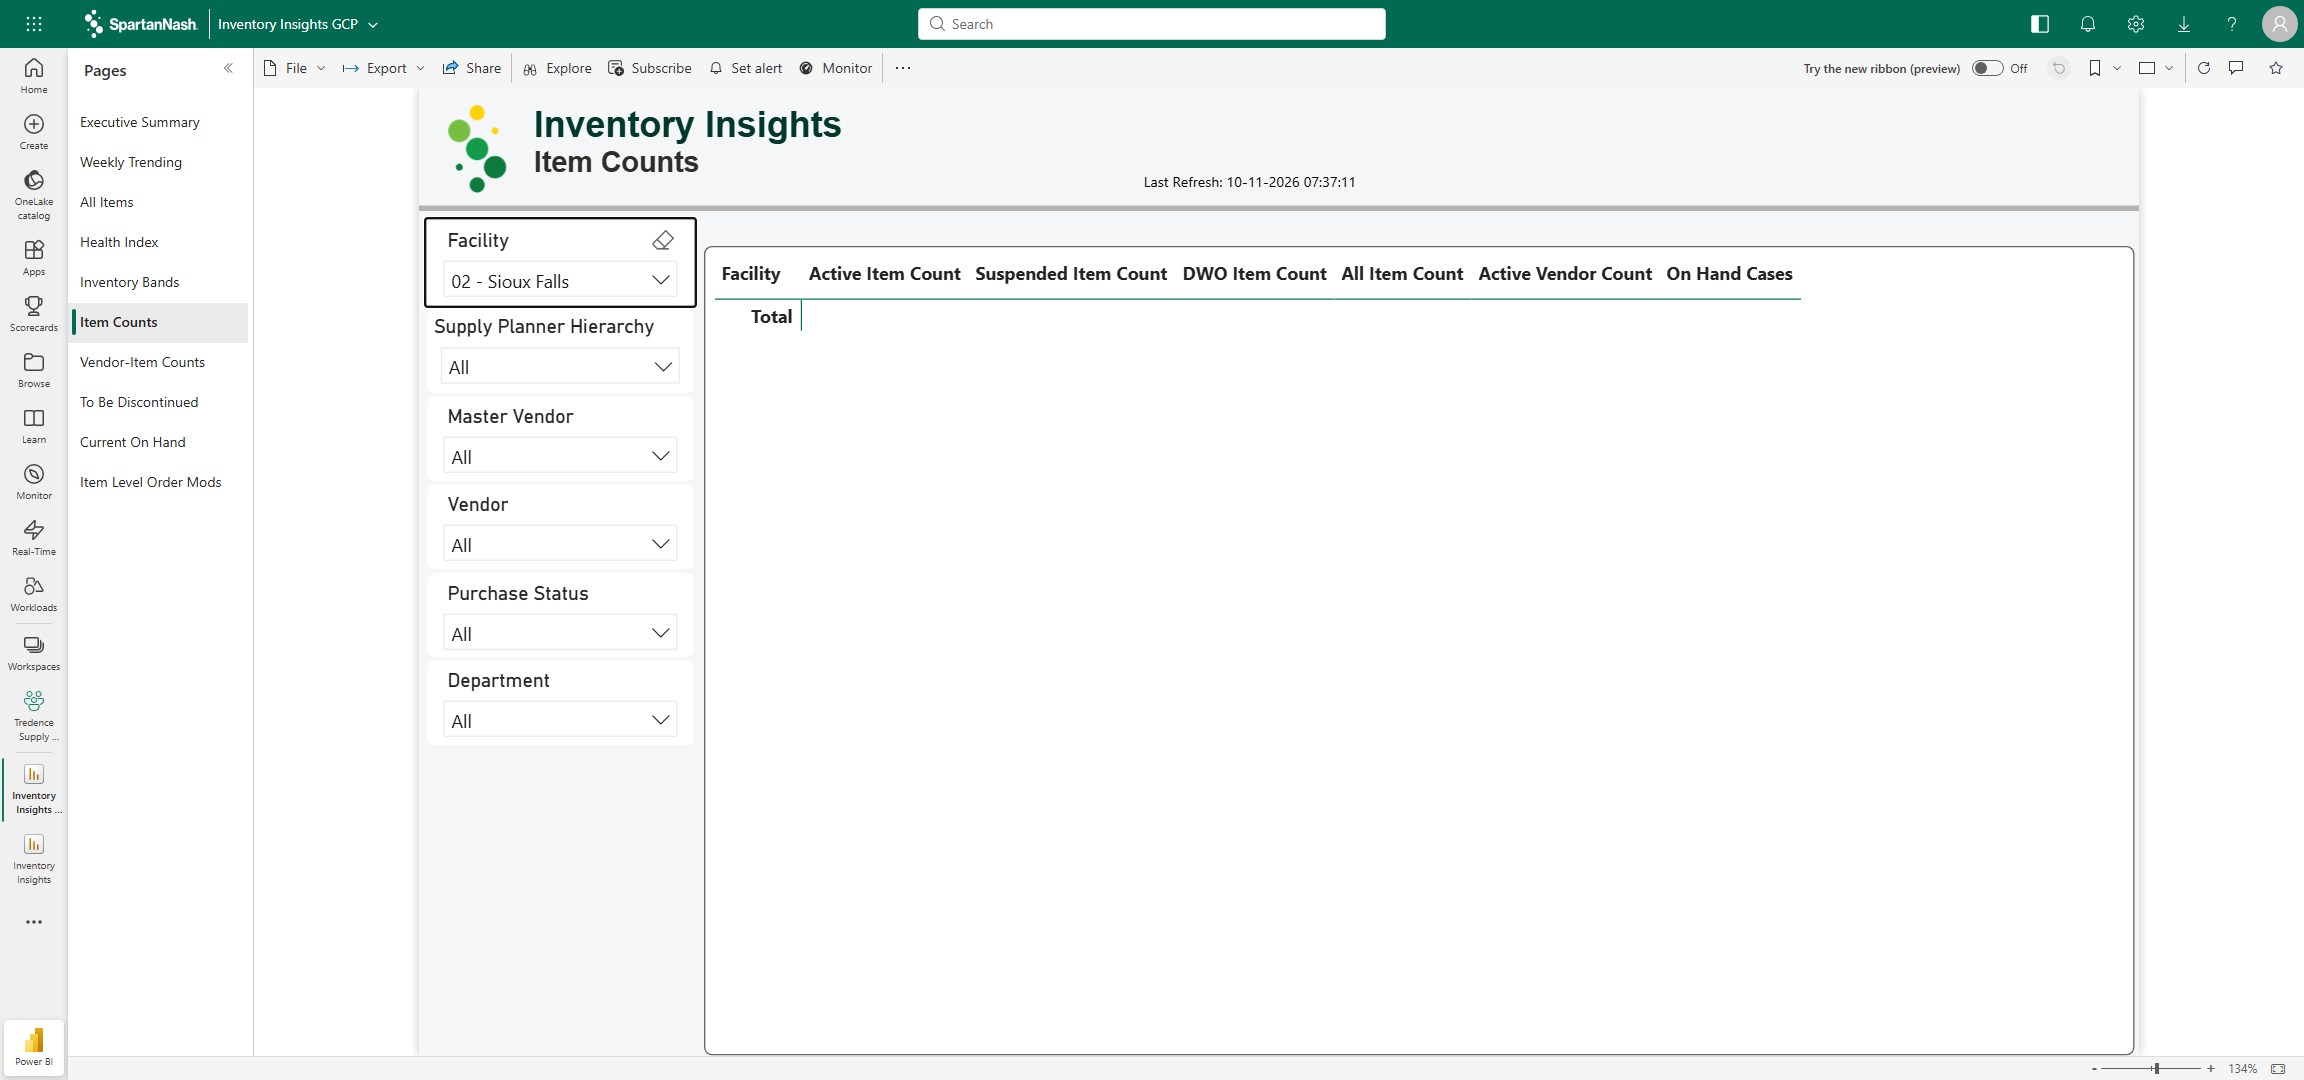 SpartanNash
Inventory Insights GCP
Search
Home
Create
OneLake
catalog
Apps
Scorecards
Browse
Learn
Monitor
Real-Time
Workloads
Workspaces
Tredence
Supply ...
Inventory
Insights ...
Inventory
Insights
Power BI
Pages
Executive Summary
Weekly Trending
All Items
Health Index
Inventory Bands
Item Counts
Vendor-Item Counts
To Be Discontinued
Current On Hand
Item Level Order Mods
File
Export
Share
Explore
Subscribe
Set alert
Monitor
Try the new ribbon (preview)
Off
Inventory Insights
Item Counts
Last Refresh: 10-11-2026 07:37:11
Facility
02 - Sioux Falls
Supply Planner Hierarchy
All
Master Vendor
All
Vendor
All
Purchase Status
All
Department
All
Facility Active Item Count Suspended Item Count DWO Item Count All Item Count Active Vendor Count On Hand Cases
Total
- + 134%